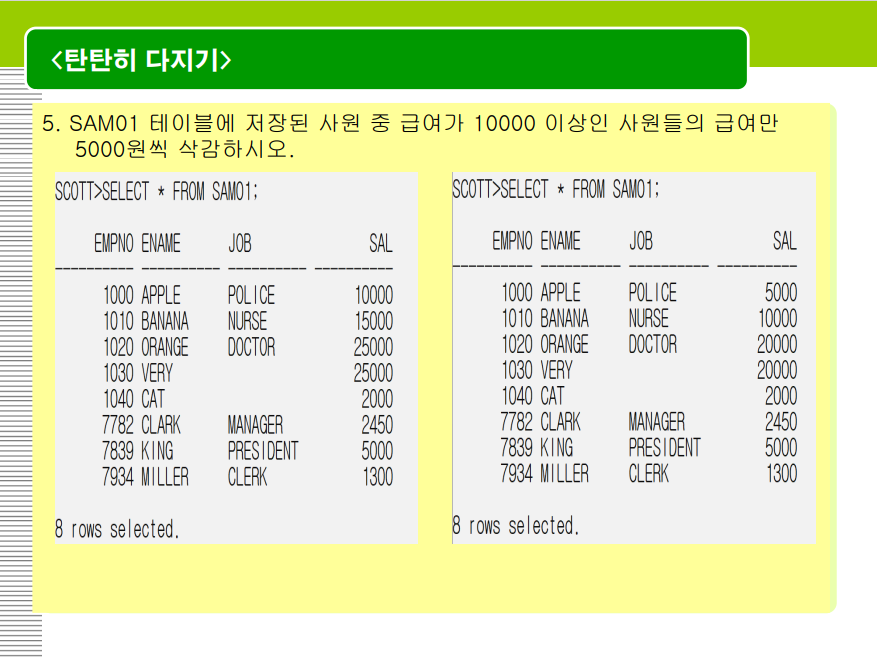 <탄탄히 다지기>
5. SAM01 테이블에 저장된 사원 중 급여가 10000 이상인 사원들의 급여만
5000원씩 삭감하시오.
SCOTT>SELECT * FROM SAM01;
EMPNO ENAME JOB SAL
---------- ---------- ---------- ----------
1000 APPLE POLICE 10000
1010 BANANA NURSE 15000
1020 ORANGE DOCTOR 25000
1030 VERY 25000
1040 CAT 2000
7782 CLARK MANAGER 2450
7839 KING PRESIDENT 5000
7934 MILLER CLERK 1300
8 rows selected.
SCOTT>SELECT * FROM SAM01;
EMPNO ENAME JOB SAL
---------- ---------- ---------- ----------
1000 APPLE POLICE 5000
1010 BANANA NURSE 10000
1020 ORANGE DOCTOR 20000
1030 VERY 20000
1040 CAT 2000
7782 CLARK MANAGER 2450
7839 KING PRESIDENT 5000
7934 MILLER CLERK 1300
8 rows selected.